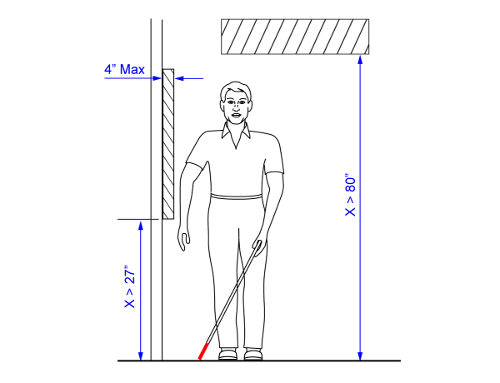 4” Max
X > 80”
X > 27”